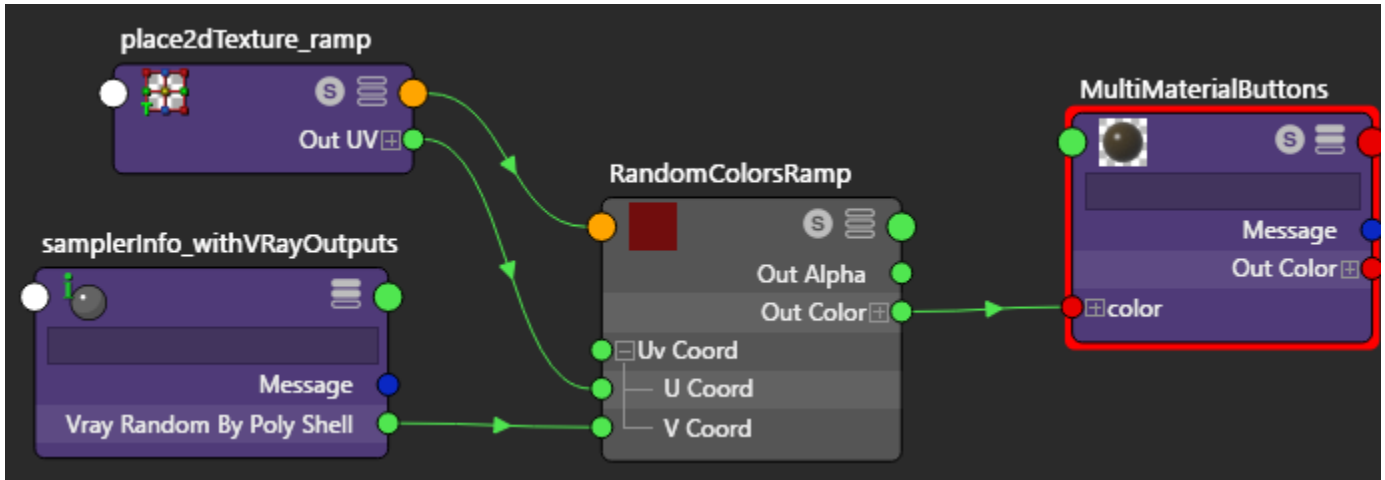 place2dTexture_ramp
S
T
Out UV
samplerInfo_withVRayOutputs
i
Message
Vray Random By Poly Shell
RandomColorsRamp
S
Out Alpha
Out Color
Uv Coord
U Coord
V Coord
MultiMaterialButtons
S
Message
Out Color
color